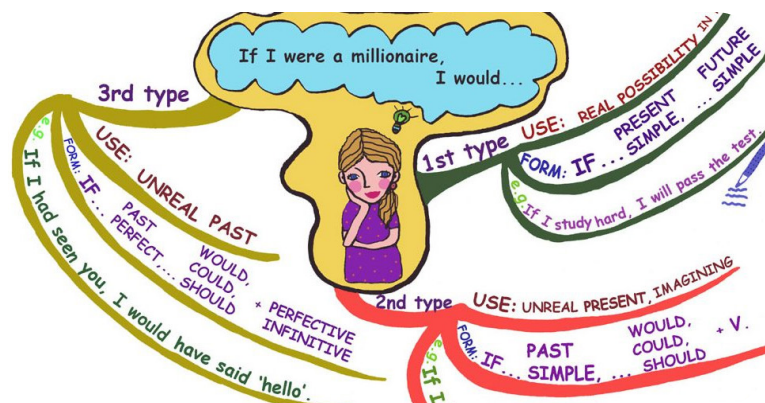 If I were a millionaire,
I would...
3rd type
USE: UNREAL PAST
FORM: IF ... PAST PERFECT ... WOULD, COULD, SHOULD + PERFECTIVE INFINITIVE
e.g. If I had seen you, I would have said 'hello'.
1st type
USE: REAL POSSIBILITY IN
FORM: IF ... PRESENT SIMPLE, ... FUTURE SIMPLE
e.g. If I study hard, I will pass the test.
2nd type
USE: UNREAL PRESENT, IMAGINING
FORM: IF ... PAST SIMPLE, ... WOULD, COULD, SHOULD + V.
e.g. If I